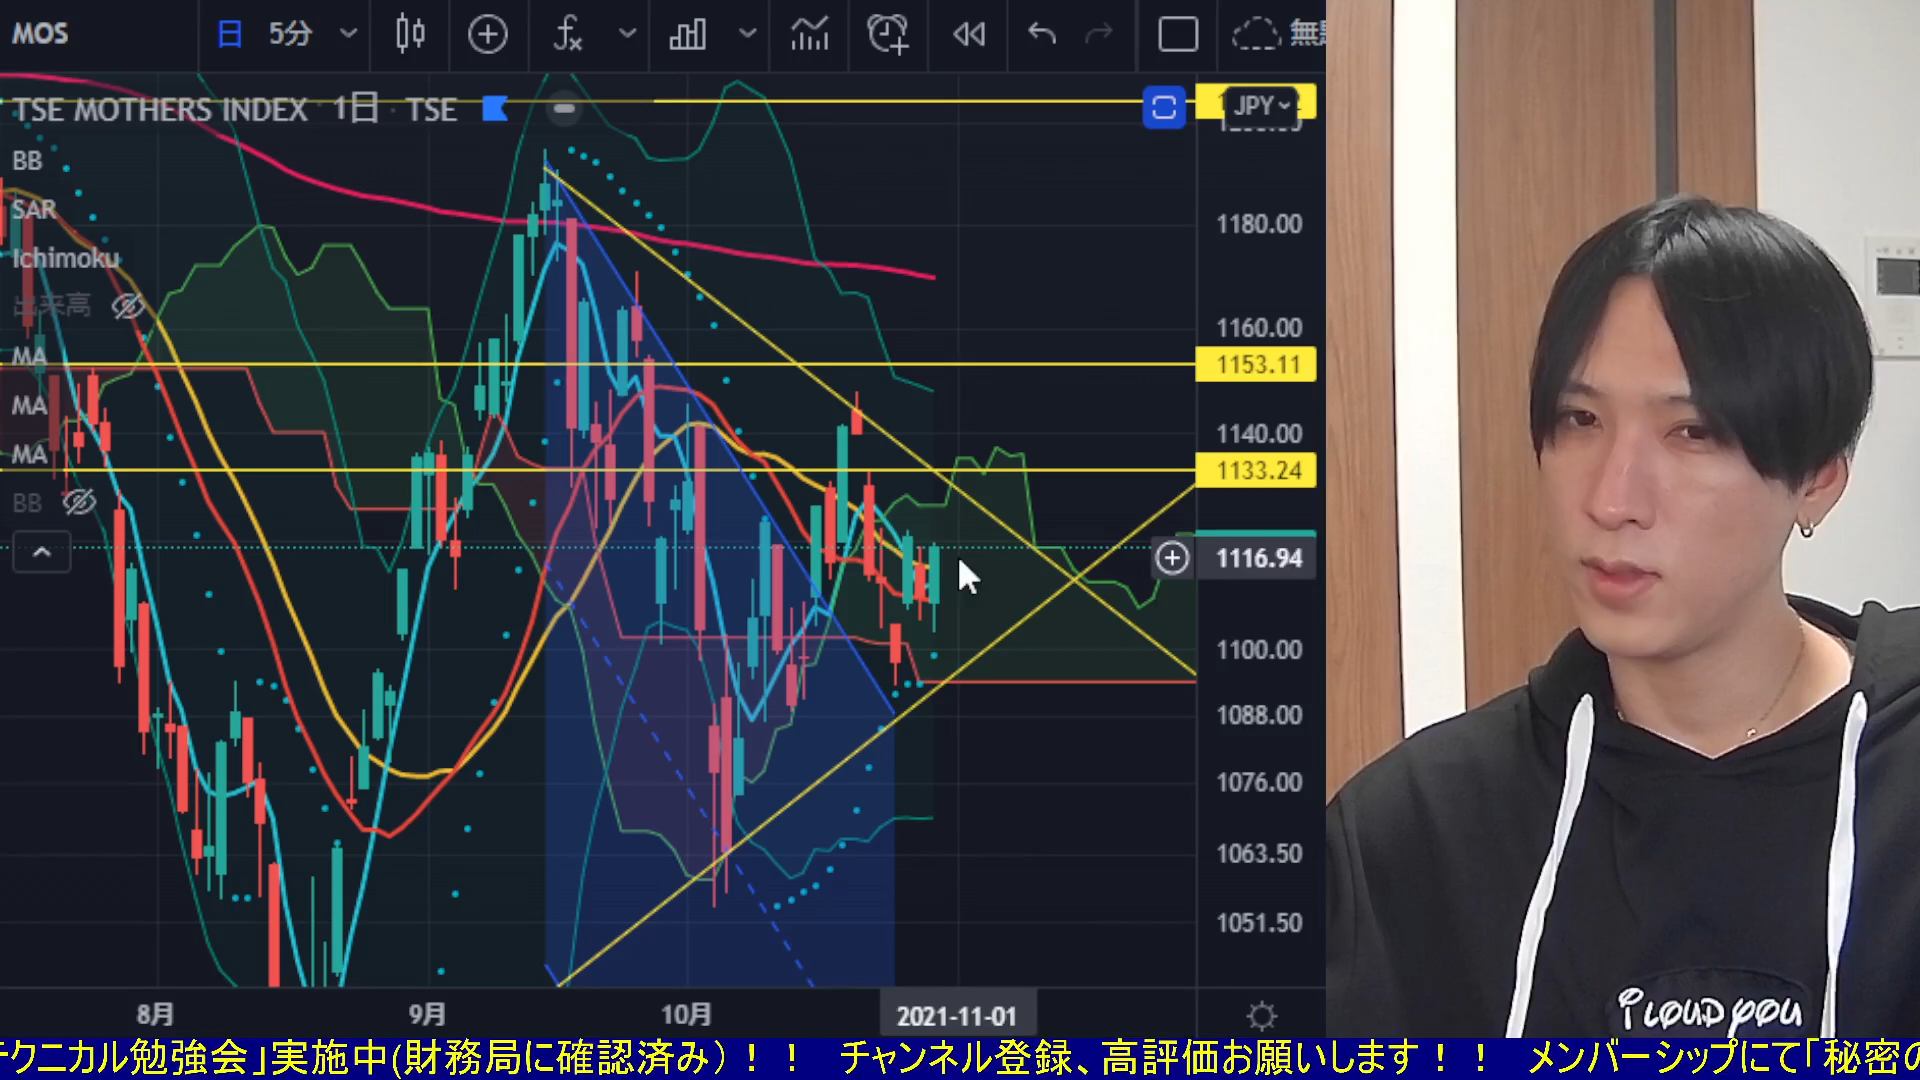 MOS
日 5分
無
TSE MOTHERS INDEX · 1日 · TSE
JPY
BB
SAR
Ichimoku
出来高
MA
MA
MA
BB
1180.00
1160.00
1153.11
1140.00
1133.24
1116.94
1100.00
1088.00
1076.00
1063.50
1051.50
8月
9月
10月
2021-11-01
クニカル勉強会」実施中(財務局に確認済み)！！ チャンネル登録、高評価お願いします！！ メンバーシップにて「秘密の